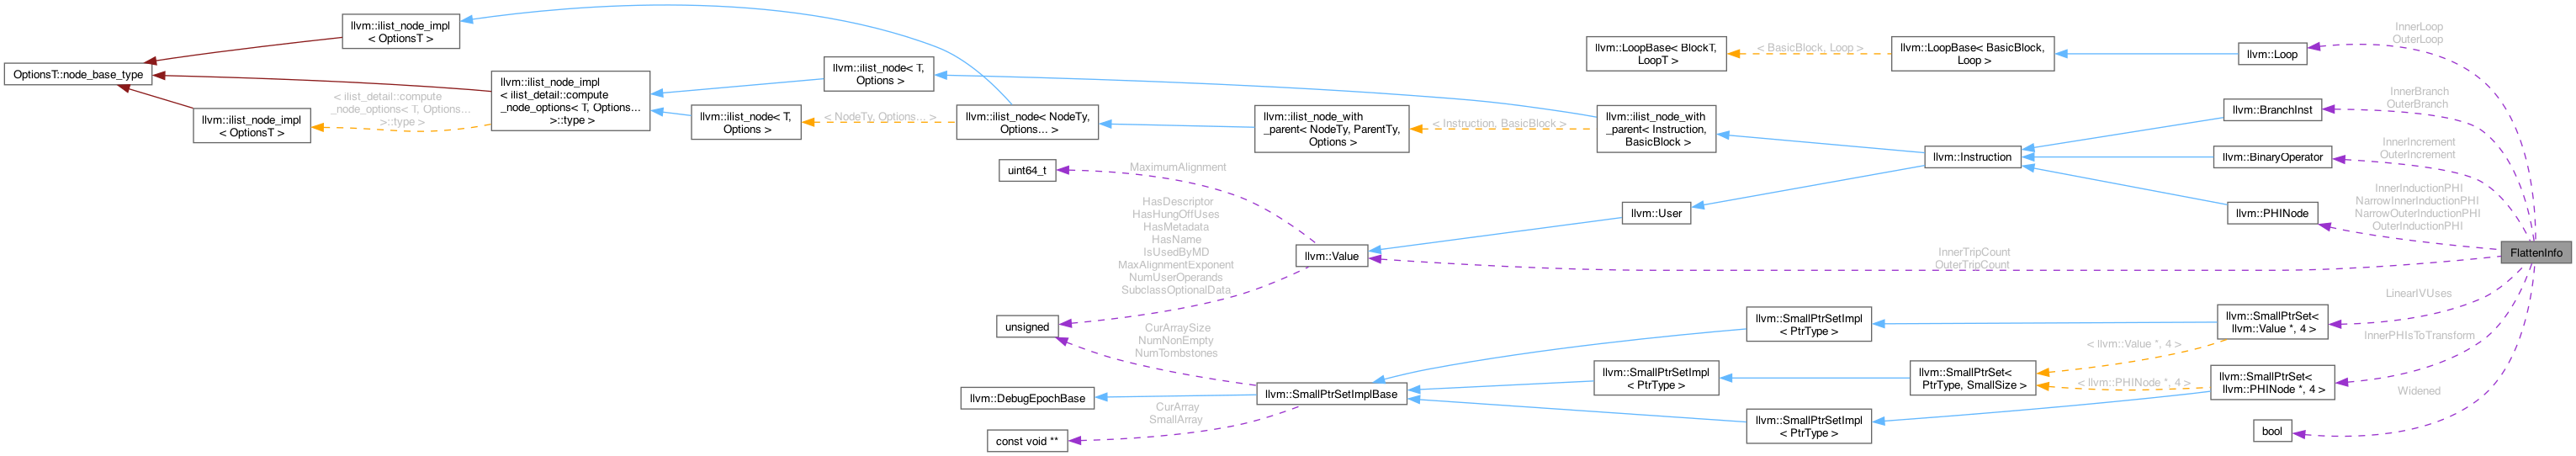 llvm::ilist_node_impl
< OptionsT >
OptionsT::node_base_type
< ilist_detail::compute
_node_options< T, Options...
>::type >
llvm::ilist_node_impl
< OptionsT >
llvm::ilist_node_impl
< ilist_detail::compute
_node_options< T, Options...
>::type >
llvm::ilist_node< T,
Options >
llvm::ilist_node< T,
Options >
< NodeTy, Options... >
llvm::ilist_node< NodeTy,
Options... >
llvm::ilist_node_with
_parent< NodeTy, ParentTy,
Options >
< Instruction, BasicBlock >
llvm::ilist_node_with
_parent< Instruction,
BasicBlock >
llvm::LoopBase< BlockT,
LoopT >
< BasicBlock, Loop >
llvm::LoopBase< BasicBlock,
Loop >
llvm::Loop
InnerLoop
OuterLoop
llvm::BranchInst
InnerBranch
OuterBranch
llvm::Instruction
llvm::BinaryOperator
InnerIncrement
OuterIncrement
llvm::PHINode
InnerInductionPHI
NarrowInnerInductionPHI
NarrowOuterInductionPHI
OuterInductionPHI
llvm::User
uint64_t
MaximumAlignment
HasDescriptor
HasHungOffUses
HasMetadata
HasName
IsUsedByMD
MaxAlignmentExponent
NumUserOperands
SubclassOptionalData
llvm::Value
InnerTripCount
OuterTripCount
FlattenInfo
unsigned
CurArraySize
NumNonEmpty
NumTombstones
llvm::SmallPtrSetImpl
< PtrType >
llvm::SmallPtrSet<
llvm::Value *, 4 >
LinearIVUses
< llvm::Value *, 4 >
InnerPHIsToTransform
llvm::SmallPtrSetImpl
< PtrType >
llvm::SmallPtrSet<
PtrType, SmallSize >
< llvm::PHINode *, 4 >
llvm::SmallPtrSet<
llvm::PHINode *, 4 >
llvm::DebugEpochBase
llvm::SmallPtrSetImplBase
CurArray
SmallArray
const void **
llvm::SmallPtrSetImpl
< PtrType >
Widened
bool